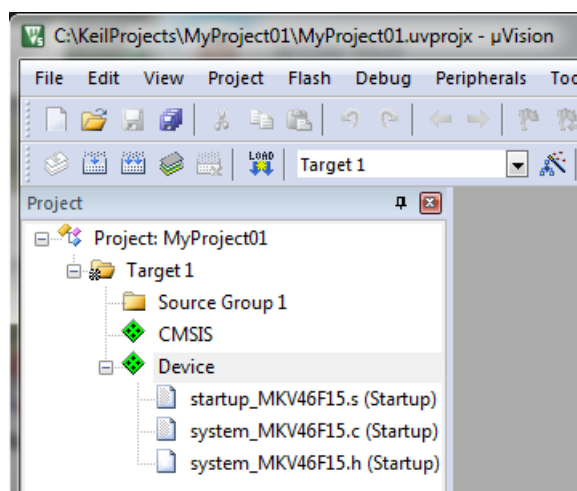 C:\KeilProjects\MyProject01\MyProject01.uvprojx - µVision
File Edit View Project Flash Debug Peripherals
LOAD Target 1
Project
Project: MyProject01
Target 1
Source Group 1
CMSIS
Device
startup_MKV46F15.s (Startup)
system_MKV46F15.c (Startup)
system_MKV46F15.h (Startup)